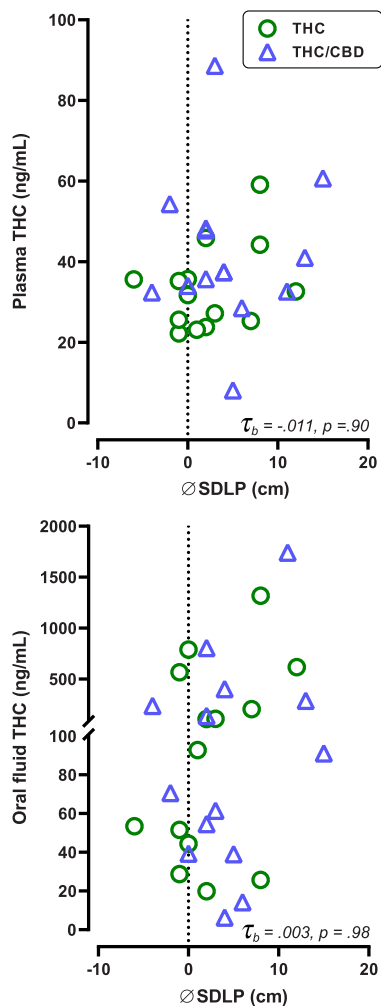 100
THC
THC/CBD
80
60
40
20
0
Plasma THC (ng/mL)
τb = -.011, p =.90
-10 0 10 20
∅SDLP (cm)
2000
1500
1000
500
100
80
60
40
20
0
Oral fluid THC (ng/mL)
τb = .003, p = .98
-10 0 10 20
∅SDLP (cm)